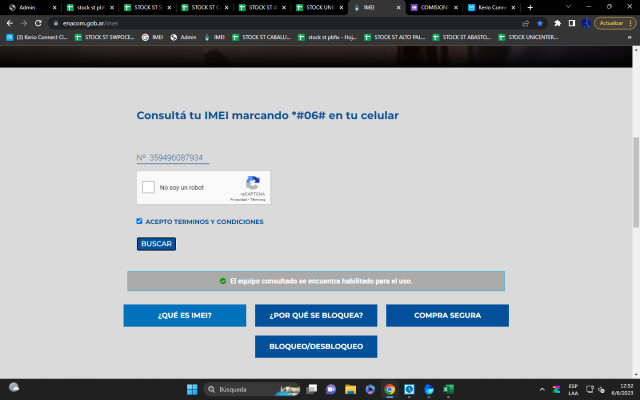 Admin
stock st pbfi
STOCK ST S
STOCK ST C
STOCK ST A
STOCK UNI
IMEI
COMISIONE
Kerio Conne
enacom.gob.ar/imei
Actualizar
(3) Kerio Connect Cl...
STOCK ST SWPOCE...
IMEI
Admin
STOCK ST CABALLI...
stock st pbfix - Hoj...
STOCK ST ALTO PAL...
STOCK ST ABASTO...
STOCK UNICENTER...
Consultá tu IMEI marcando *#06# en tu celular
Nº 359496087934
No soy un robot
reCAPTCHA
Privacidad - Términos
ACEPTO TERMINOS Y CONDICIONES
BUSCAR
El equipo consultado se encuentra habilitado para el uso.
¿QUÉ ES IMEI?
¿POR QUÉ SE BLOQUEA?
COMPRA SEGURA
BLOQUEO/DESBLOQUEO
Búsqueda
ESP
LAA
12:52
6/6/2023